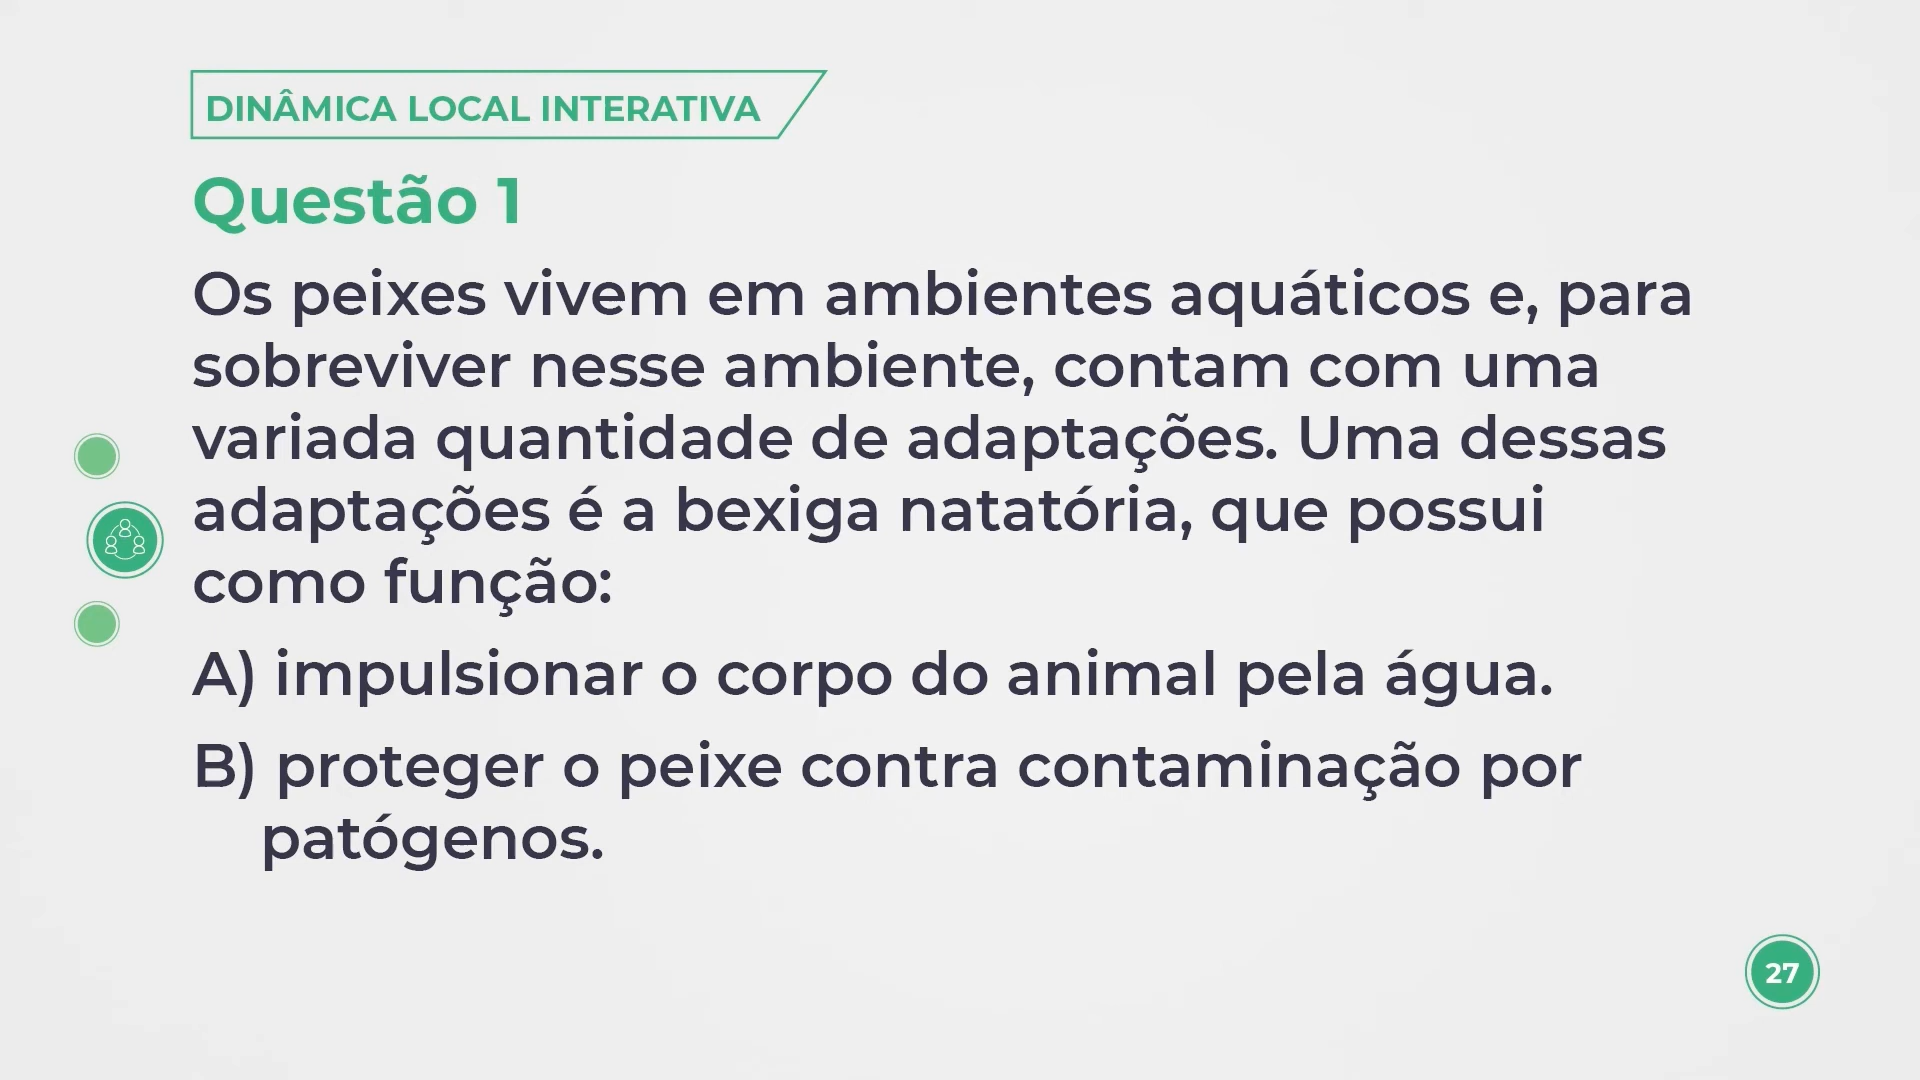 DINÂMICA LOCAL INTERATIVA
Questão 1
Os peixes vivem em ambientes aquáticos e, para
sobreviver nesse ambiente, contam com uma
variada quantidade de adaptações. Uma dessas
adaptações é a bexiga natatória, que possui
como função:
A) impulsionar o corpo do animal pela água.
B) proteger o peixe contra contaminação por
patógenos.
27